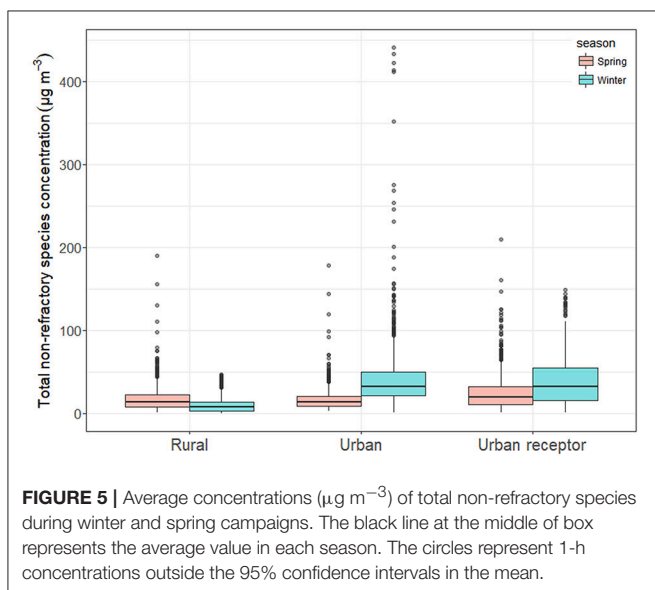 season
Spring
Winter
Total non-refractory species concentration (μg m⁻³)
400
300
200
100
0
Rural Urban Urban receptor
FIGURE 5 | Average concentrations (μg m⁻³) of total non-refractory species
during winter and spring campaigns. The black line at the middle of box
represents the average value in each season. The circles represent 1-h
concentrations outside the 95% confidence intervals in the mean.